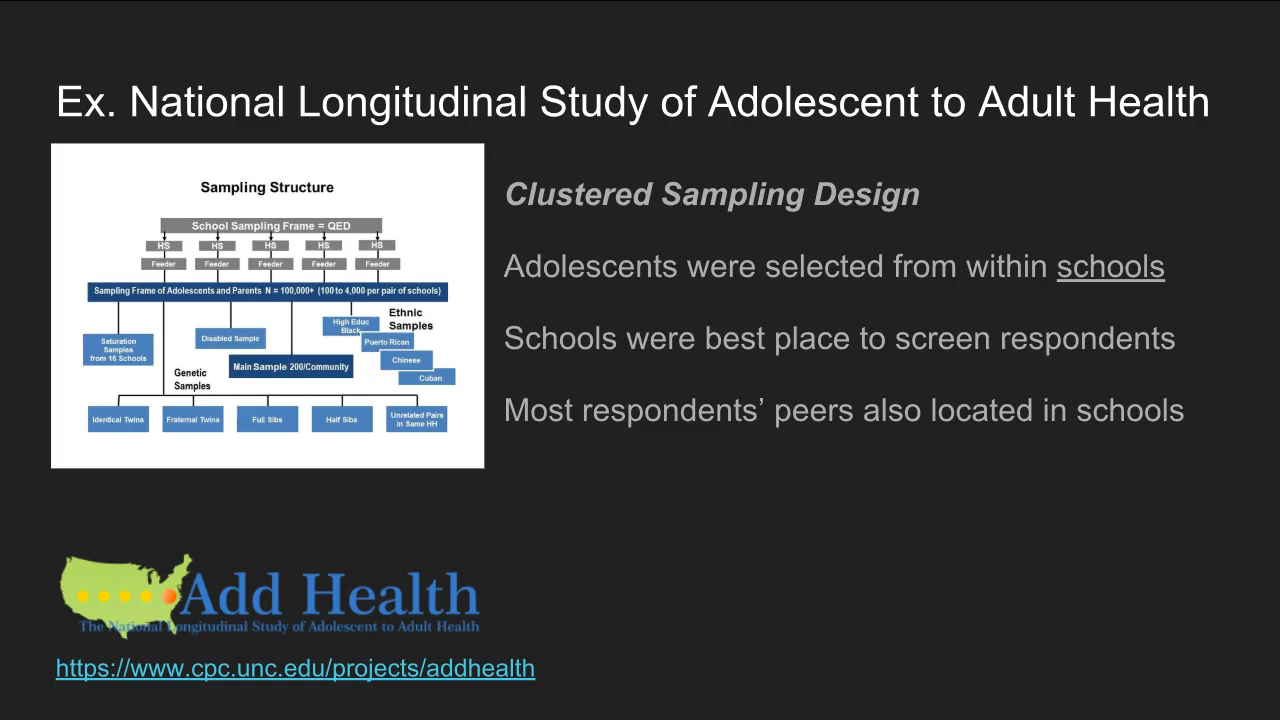 Ex. National Longitudinal Study of Adolescent to Adult Health
Sampling Structure
School Sampling Frame = QED
HS HS HS HS HS
Feeder Feeder Feeder Feeder Feeder
Sampling Frame of Adolescents and Parents N = 100,000+ (100 to 4,000 per pair of schools)
Saturation
Samples
from 16 Schools
Disabled Sample
Main Sample 200/Community
High Educ
Black
Ethnic
Samples
Puerto Rican
Chinese
Cuban
Genetic
Samples
Identical Twins
Fraternal Twins
Full Sibs
Half Sibs
Unrelated Pairs
in Same HH
Clustered Sampling Design
Adolescents were selected from within schools
Schools were best place to screen respondents
Most respondents’ peers also located in schools
Add Health
The National Longitudinal Study of Adolescent to Adult Health
https://www.cpc.unc.edu/projects/addhealth